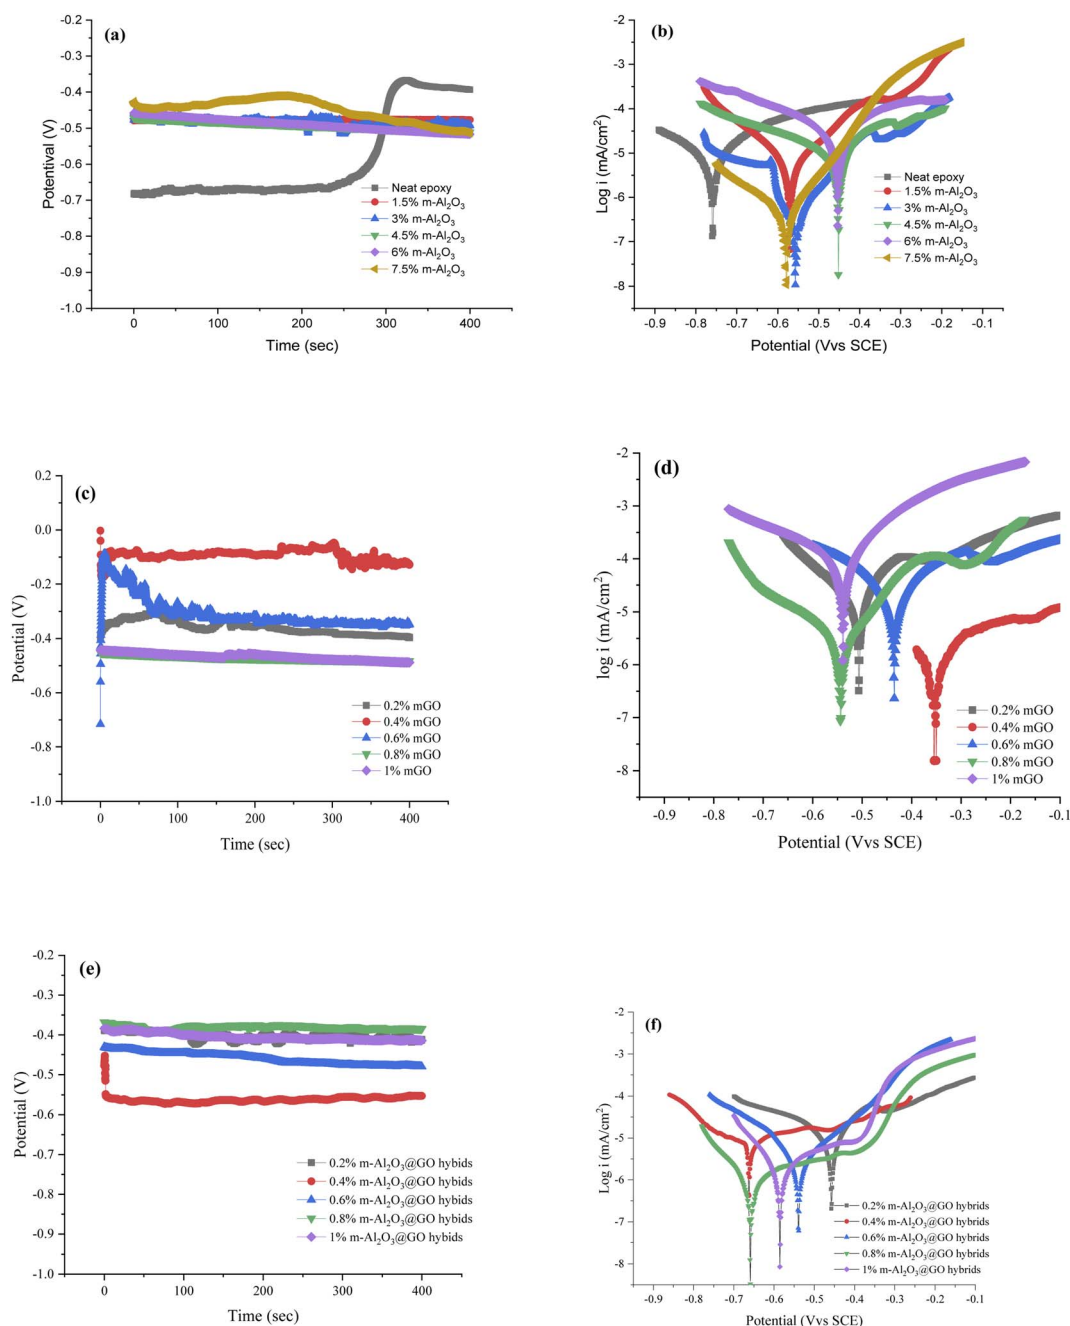 (a)
-0.2
-0.3
-0.4
-0.5
-0.6
-0.7
-0.8
-0.9
-1.0
Potentival (V)
Neat epoxy
1.5% m-Al₂O₃
3% m-Al₂O₃
4.5% m-Al₂O₃
6% m-Al₂O₃
7.5% m-Al₂O₃
0 100 200 300 400
Time (sec)
(b)
-2
-3
-4
-5
-6
-7
-8
Log i (mA/cm²)
Neat epoxy
1.5% m-Al₂O₃
3% m-Al₂O₃
4.5% m-Al₂O₃
6% m-Al₂O₃
7.5% m-Al₂O₃
-0.9 -0.8 -0.7 -0.6 -0.5 -0.4 -0.3 -0.2 -0.1
Potential (Vvs SCE)
(c)
0.2
0.0
-0.2
-0.4
-0.6
-0.8
-1.0
Potential (V)
0.2% mGO
0.4% mGO
0.6% mGO
0.8% mGO
1% mGO
0 100 200 300 400
Time (sec)
(d)
-2
-3
-4
-5
-6
-7
-8
log i (mA/cm²)
0.2% mGO
0.4% mGO
0.6% mGO
0.8% mGO
1% mGO
-0.9 -0.8 -0.7 -0.6 -0.5 -0.4 -0.3 -0.2 -0.1
Potential (Vvs SCE)
(e)
-0.2
-0.3
-0.4
-0.5
-0.6
-0.7
-0.8
-0.9
-1.0
Potential (V)
0.2% m-Al₂O₃@GO hybids
0.4% m-Al₂O₃@GO hybids
0.6% m-Al₂O₃@GO hybids
0.8% m-Al₂O₃@GO hybids
1% m-Al₂O₃@GO hybids
0 100 200 300 400
Time (sec)
(f)
-2
-3
-4
-5
-6
-7
-8
Log i (mA/cm²)
0.2% m-Al₂O₃@GO hybrids
0.4% m-Al₂O₃@GO hybrids
0.6% m-Al₂O₃@GO hybrids
0.8% m-Al₂O₃@GO hybrids
1% m-Al₂O₃@GO hybrids
-0.9 -0.8 -0.7 -0.6 -0.5 -0.4 -0.3 -0.2 -0.1
Potential (Vvs SCE)